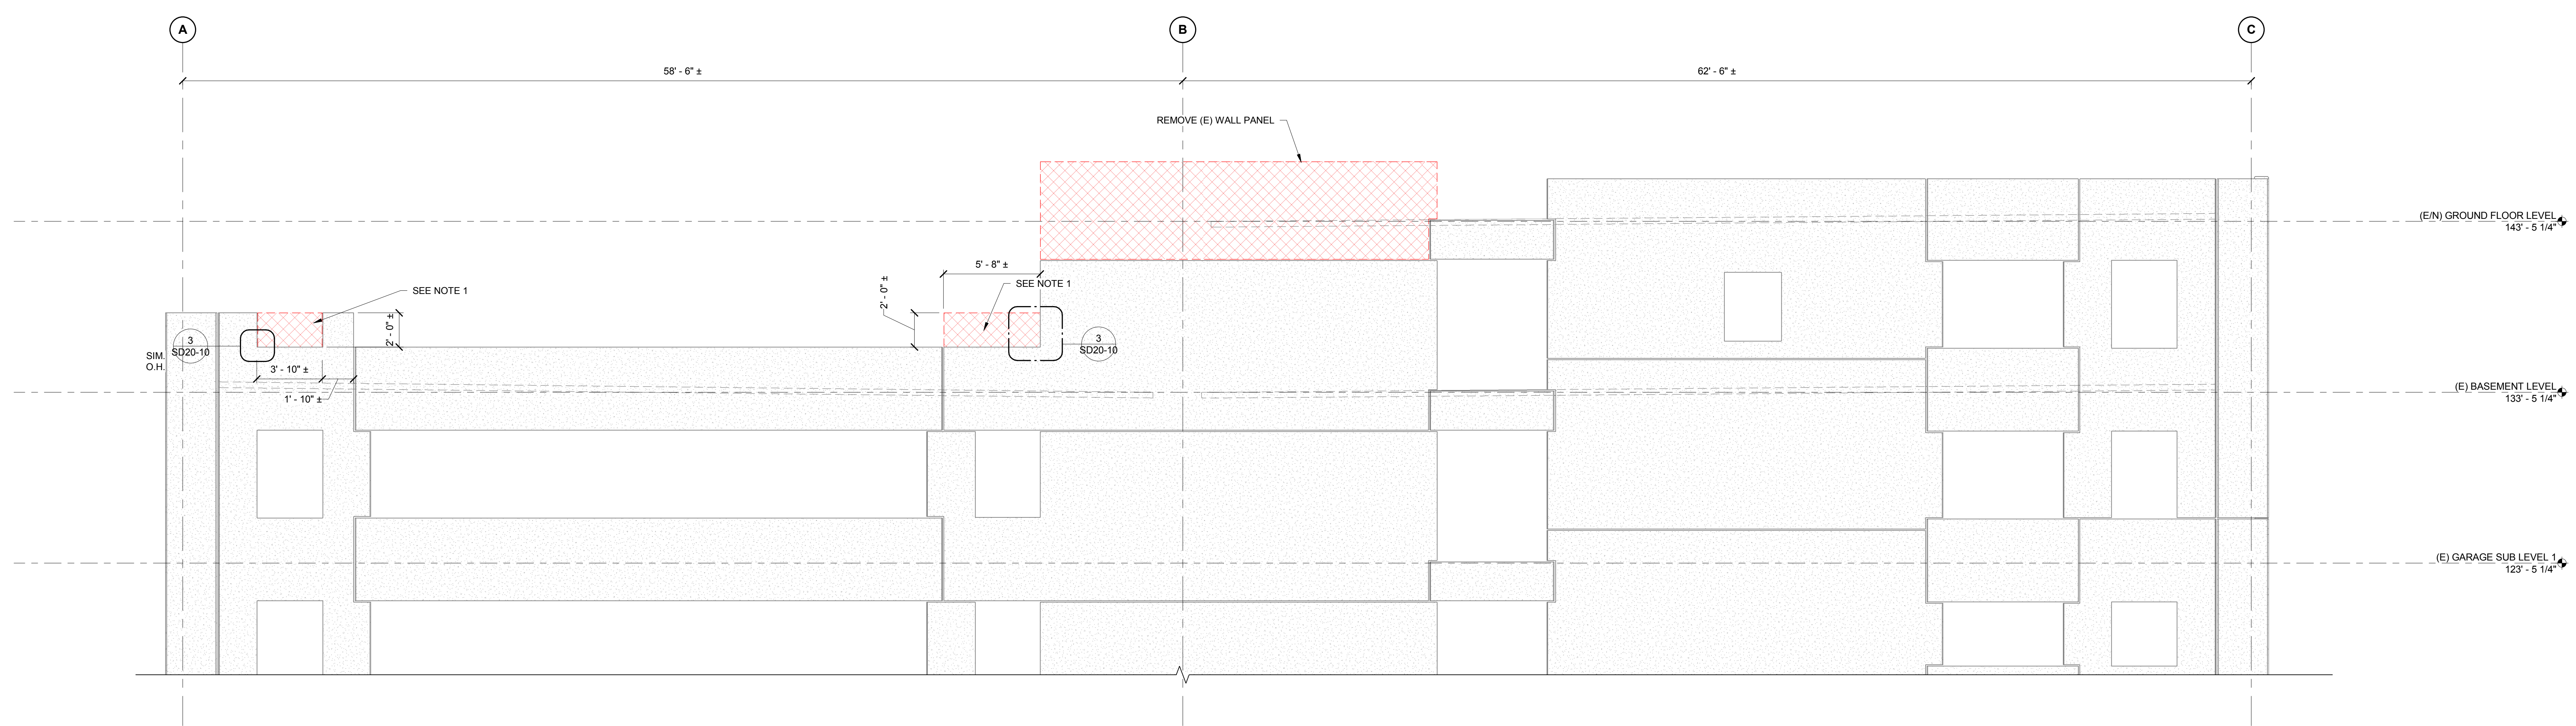 A
B
C
58' - 6" ±
62' - 6" ±
REMOVE (E) WALL PANEL
(E/N) GROUND FLOOR LEVEL
143' - 5 1/4"
5' - 8" ±
SEE NOTE 1
2' - 0" ±
SEE NOTE 1
2' - 0" ±
3
SD20-10
SIM.
O.H.
3
SD20-10
3' - 10" ±
1' - 10" ±
(E) BASEMENT LEVEL
133' - 5 1/4"
(E) GARAGE SUB LEVEL 1
123' - 5 1/4"